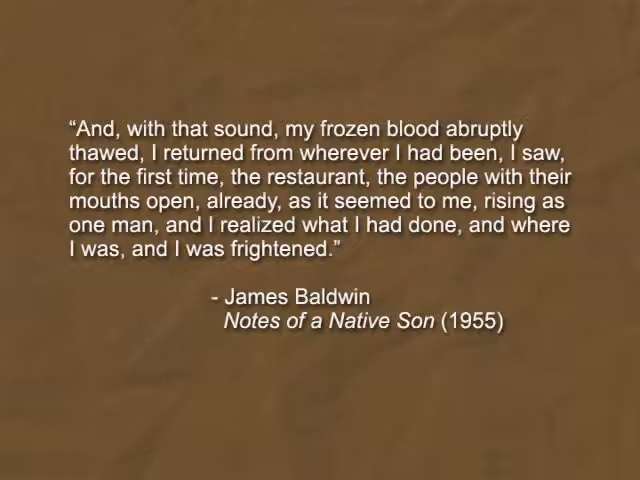 “And, with that sound, my frozen blood abruptly
thawed, I returned from wherever I had been, I saw,
for the first time, the restaurant, the people with their
mouths open, already, as it seemed to me, rising as
one man, and I realized what I had done, and where
I was, and I was frightened.”
- James Baldwin
Notes of a Native Son (1955)